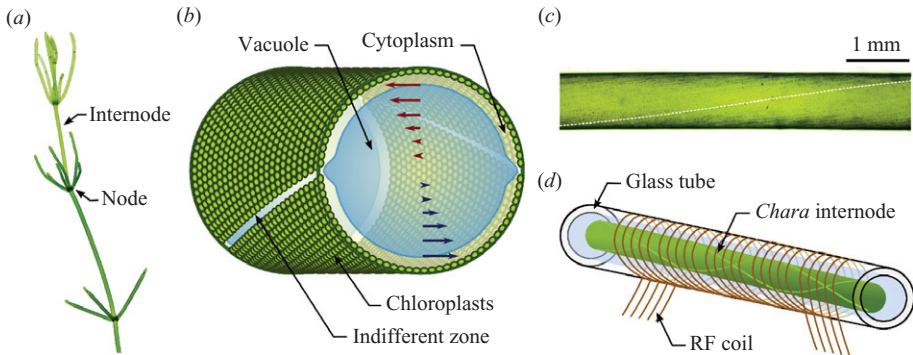 (a)
Internode
Node
(b)
Vacuole
Cytoplasm
Chloroplasts
Indifferent zone
(c)
1 mm
(d)
Glass tube
Chara internode
RF coil